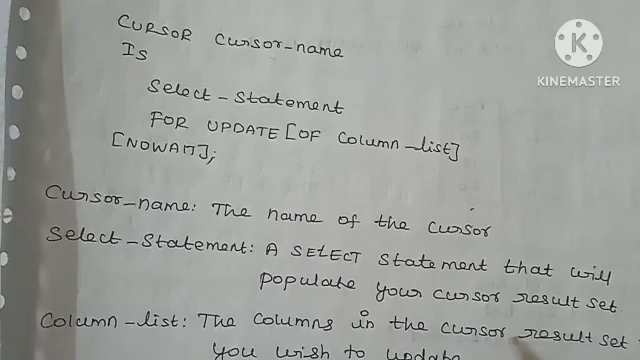 CURSOR cursor-name
IS
Select-statement
FOR UPDATE [OF column-list]
[NOWAIT];
Cursor-name: The name of the cursor
Select-Statement: A SELECT statement that will
populate your cursor result set.
Column-list: The columns in the cursor result set
you wish to update
KINEMASTER